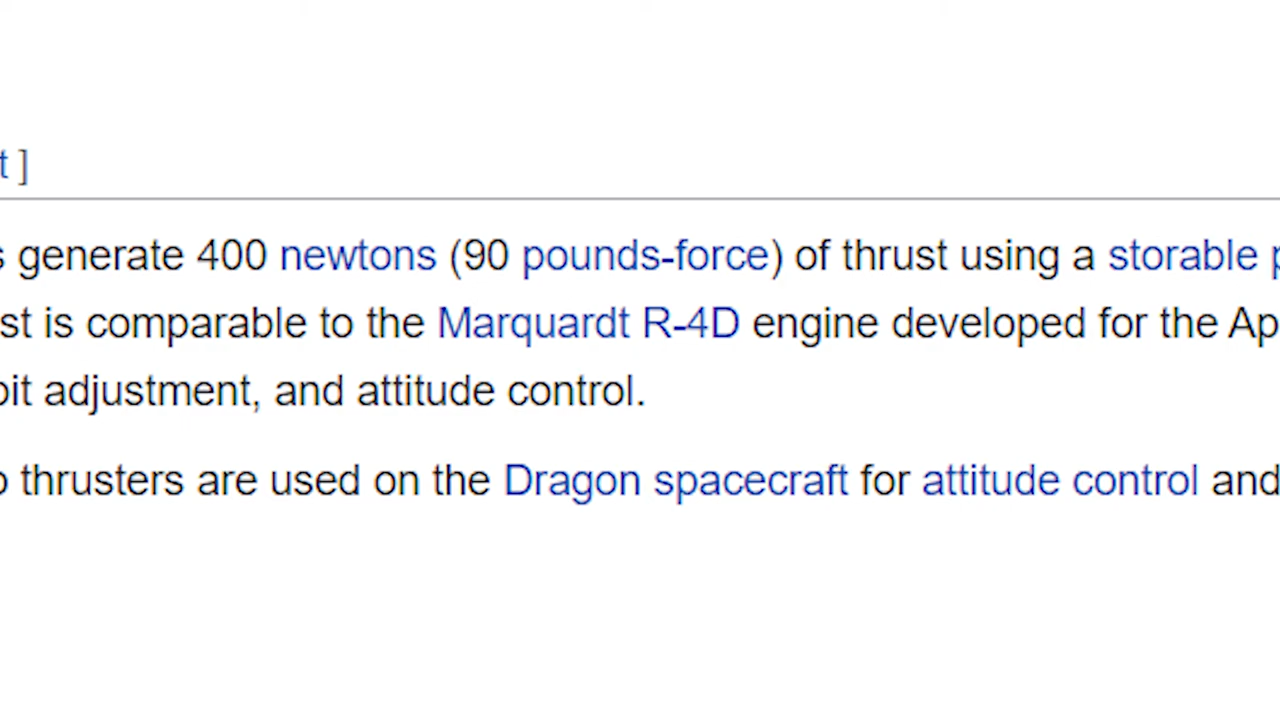 t ]
s generate 400 newtons (90 pounds-force) of thrust using a storable p
st is comparable to the Marquardt R-4D engine developed for the Ap
bit adjustment, and attitude control.
o thrusters are used on the Dragon spacecraft for attitude control and